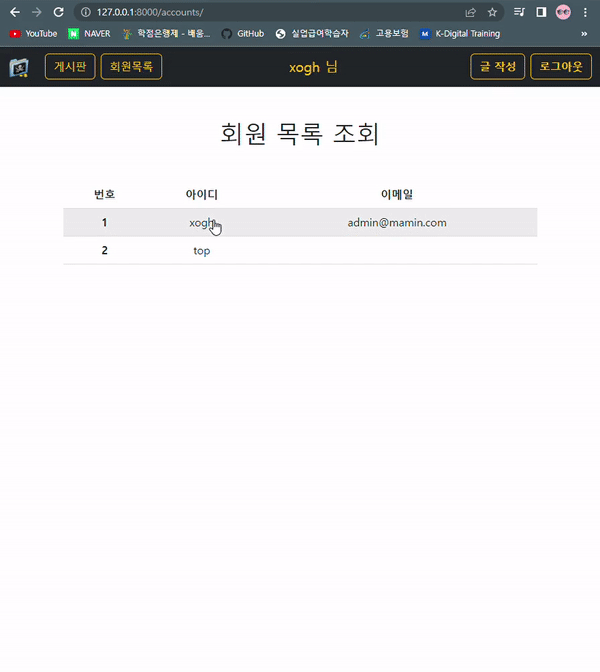 127.0.0.1:8000/accounts/
YouTube NAVER 학점은행제 - 배움... GitHub 실업급여학습자 고용보험 K-Digital Training »
게시판 회원목록 xogh 님 글 작성 로그아웃
회원 목록 조회
번호 아이디 이메일
1 xogh admin@mamin.com
2 top